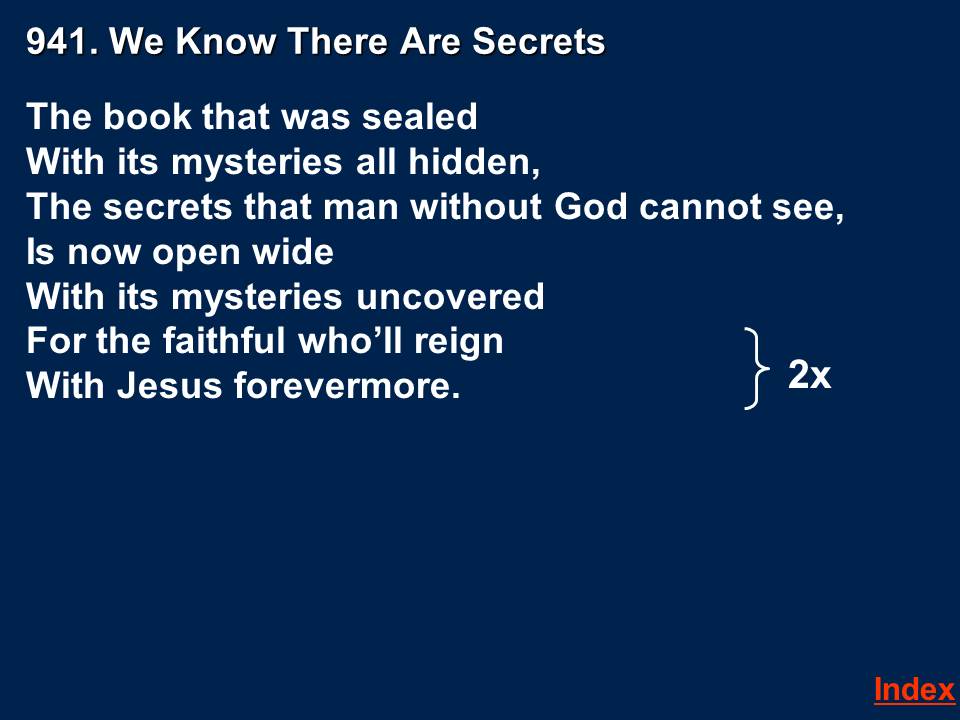 941. We Know There Are Secrets
The book that was sealed
With its mysteries all hidden,
The secrets that man without God cannot see,
Is now open wide
With its mysteries uncovered
For the faithful who’ll reign
With Jesus forevermore.
2x
Index